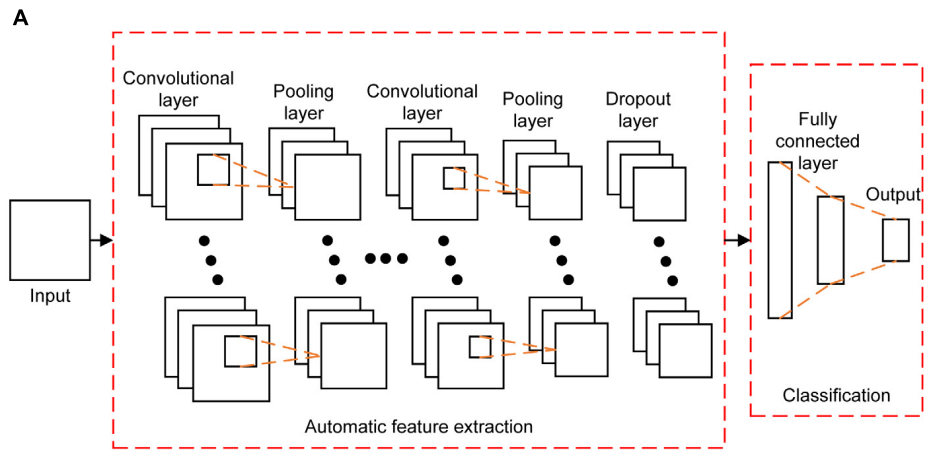 A
Convolutional
layer
Pooling
layer
Convolutional
layer
Pooling
layer
Dropout
layer
Fully
connected
layer
Output
Input
Automatic feature extraction
Classification